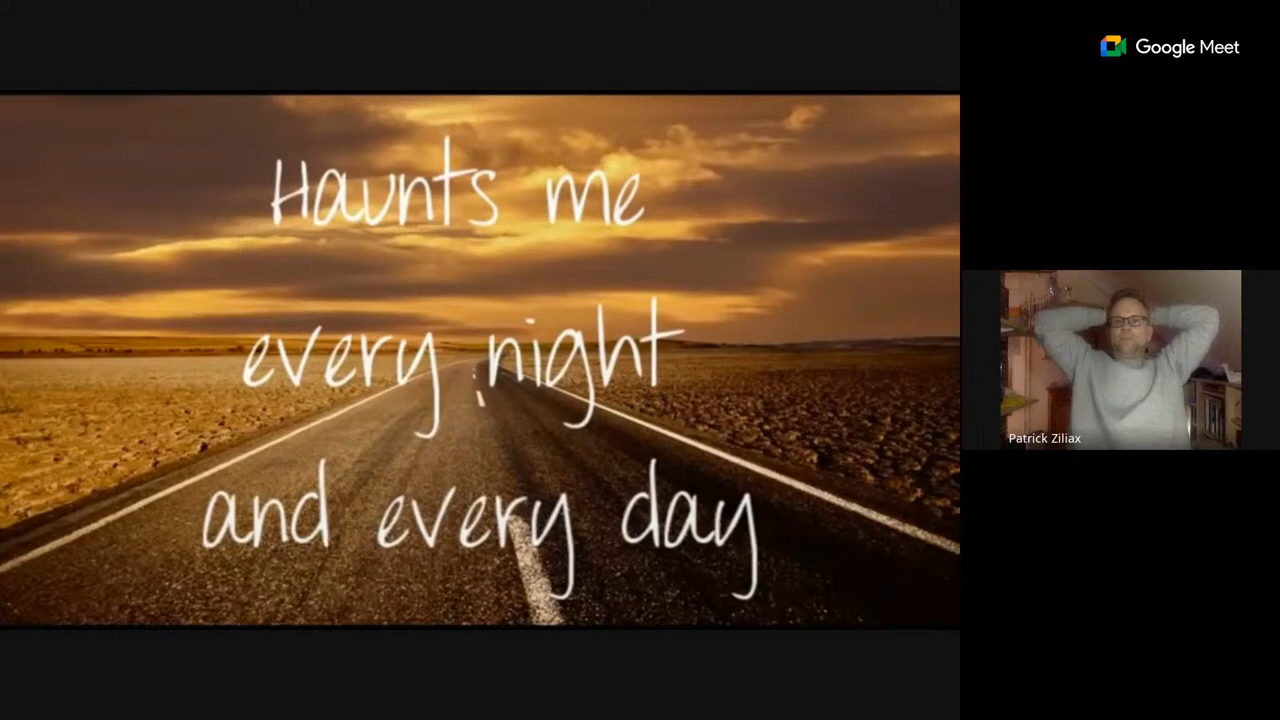 Haunts me
every night
and every day
Google Meet
Patrick Ziliax